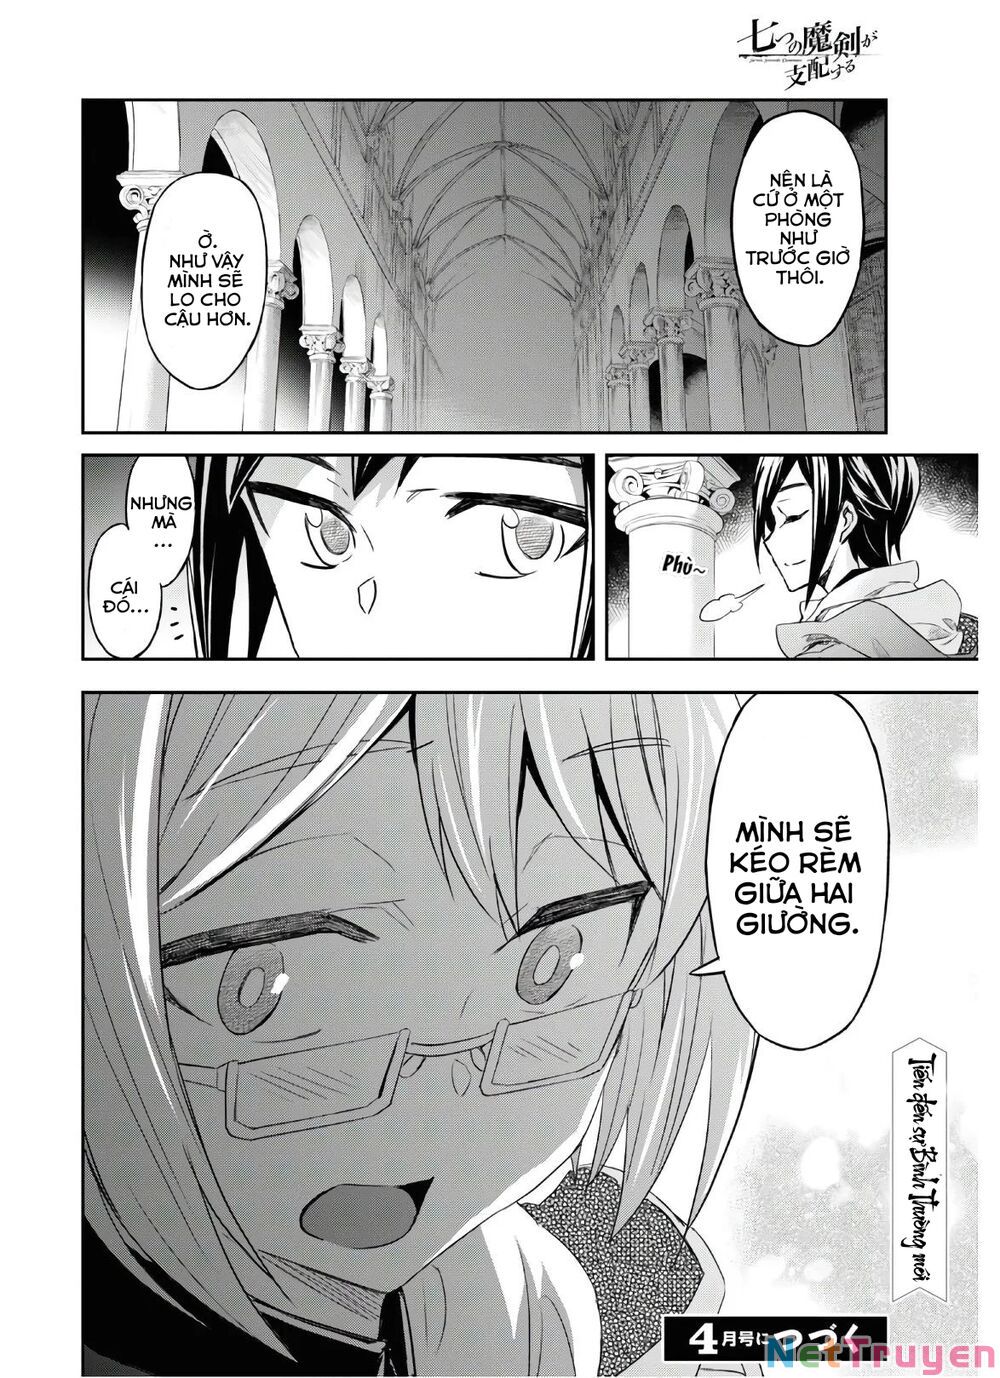 七つの魔剣が
支配する
NÊN LÀ
CỨ Ở MỘT
PHÒNG
NHƯ
TRƯỚC GIỜ
THÔI.
Ờ.
NHƯ VẬY
MÌNH SẼ
LO CHO
CẬU HƠN.
Phù~
NHƯNG
MÀ
...
CÁI
ĐÓ...
MÌNH SẼ
KÉO RÈM
GIỮA HAI
GIƯỜNG.
Tiến đến sự Bình Thường mới
4月号につづく
NetTruyen